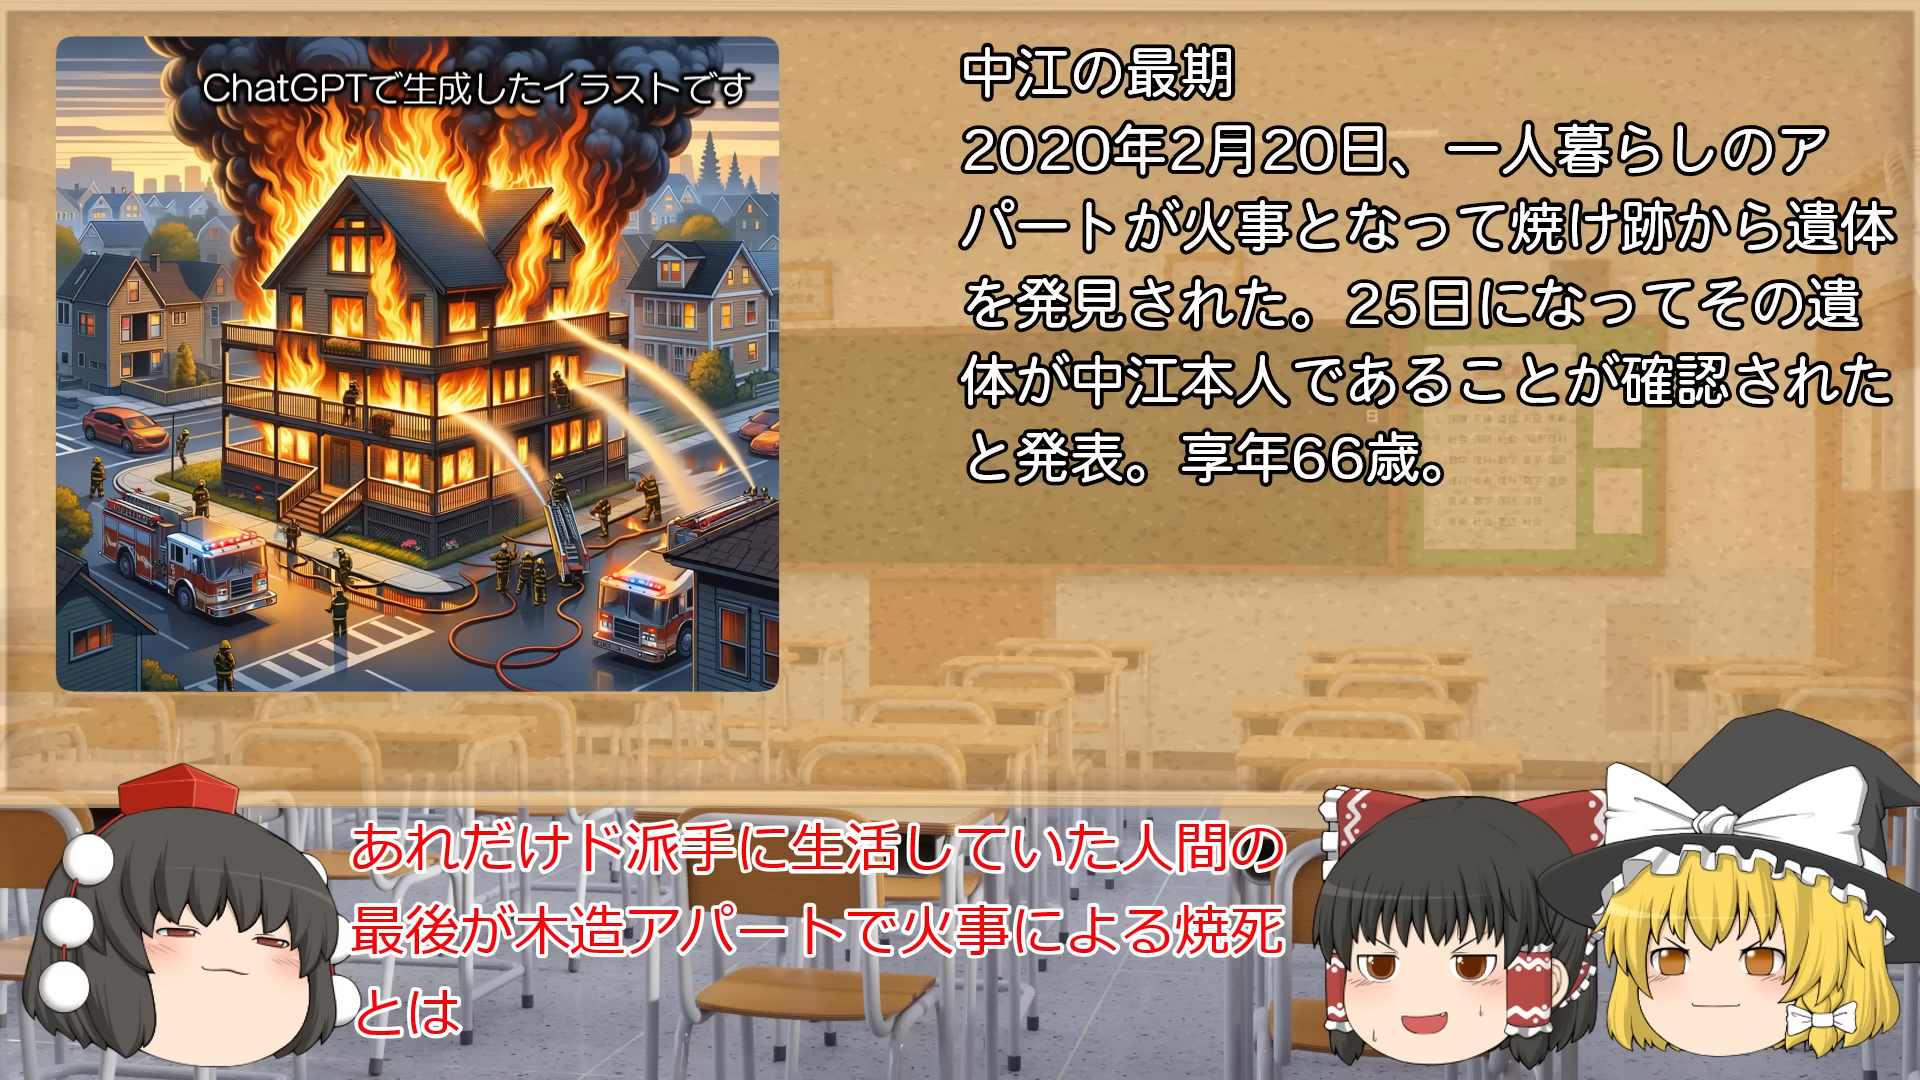 ChatGPTで生成したイラストです
中江の最期
2020年2月20日、一人暮らしのア
パートが火事となって焼け跡から遺体
を発見された。25日になってその遺
体が中江本人であることが確認された
と発表。享年66歳。
あれだけド派手に生活していた人間の
最後が木造アパートで火事による焼死
とは